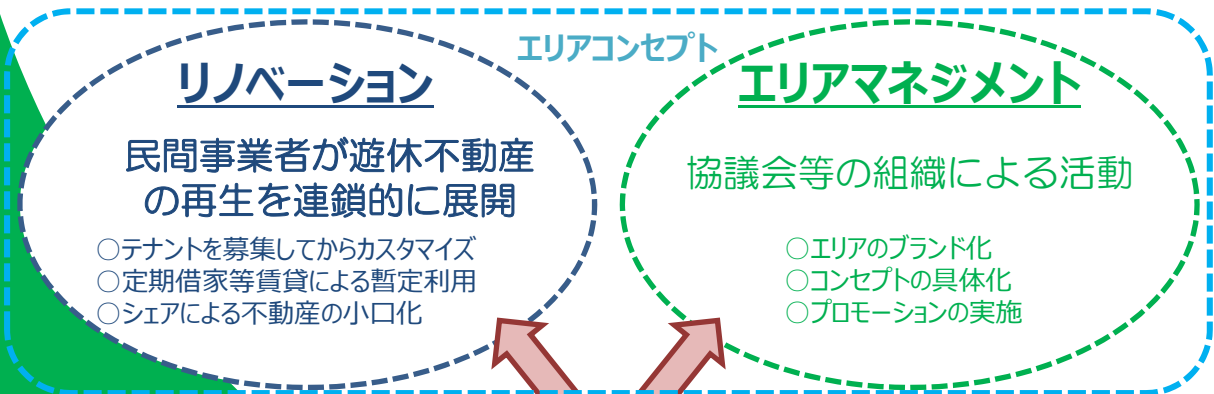 エリアコンセプト
リノベーション
民間事業者が遊休不動産
の再生を連鎖的に展開
○テナントを募集してからカスタマイズ
○定期借家等賃貸による暫定利用
○シェアによる不動産の小口化
エリアマネジメント
協議会等の組織による活動
○エリアのブランド化
○コンセプトの具体化
○プロモーションの実施